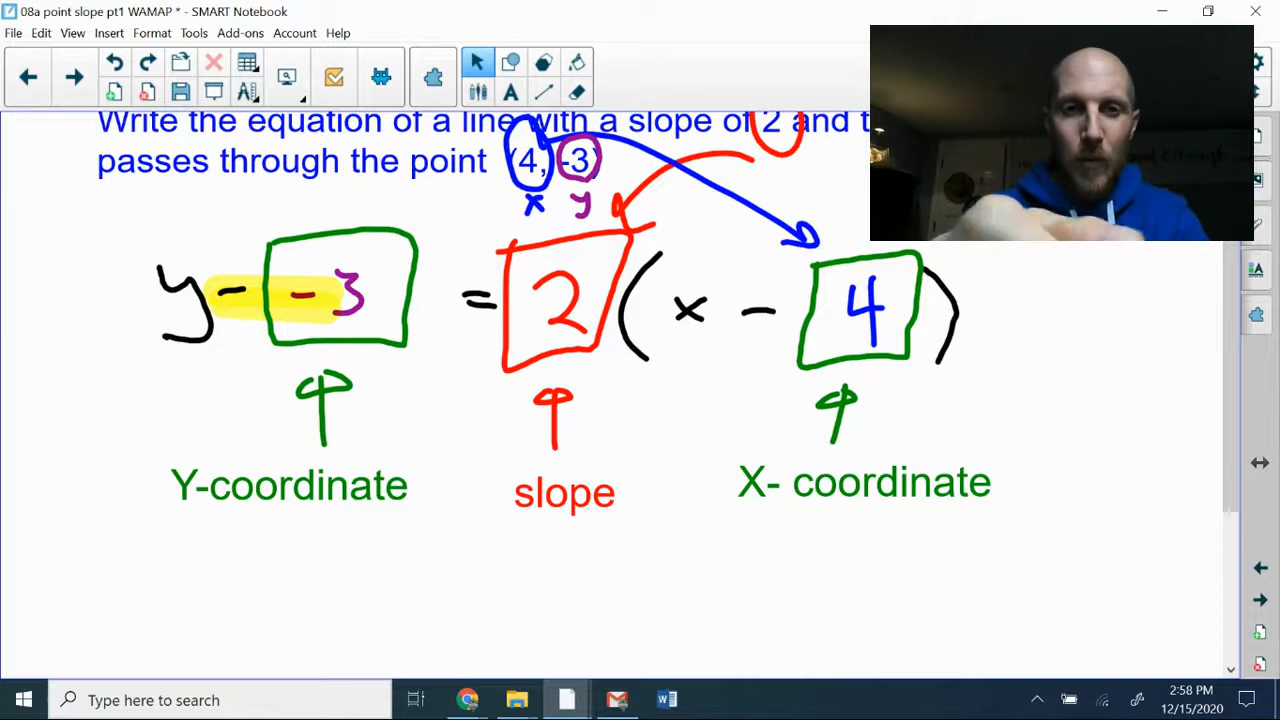 08a point slope pt1 WAMAP * - SMART Notebook
File Edit View Insert Format Tools Add-ons Account Help
Write the equation of a line with a slope of 2 and t
passes through the point (4, -3)
x y
y - - 3 = 2 ( x - 4 )
Y-coordinate slope X- coordinate
Type here to search
2:58 PM
12/15/2020